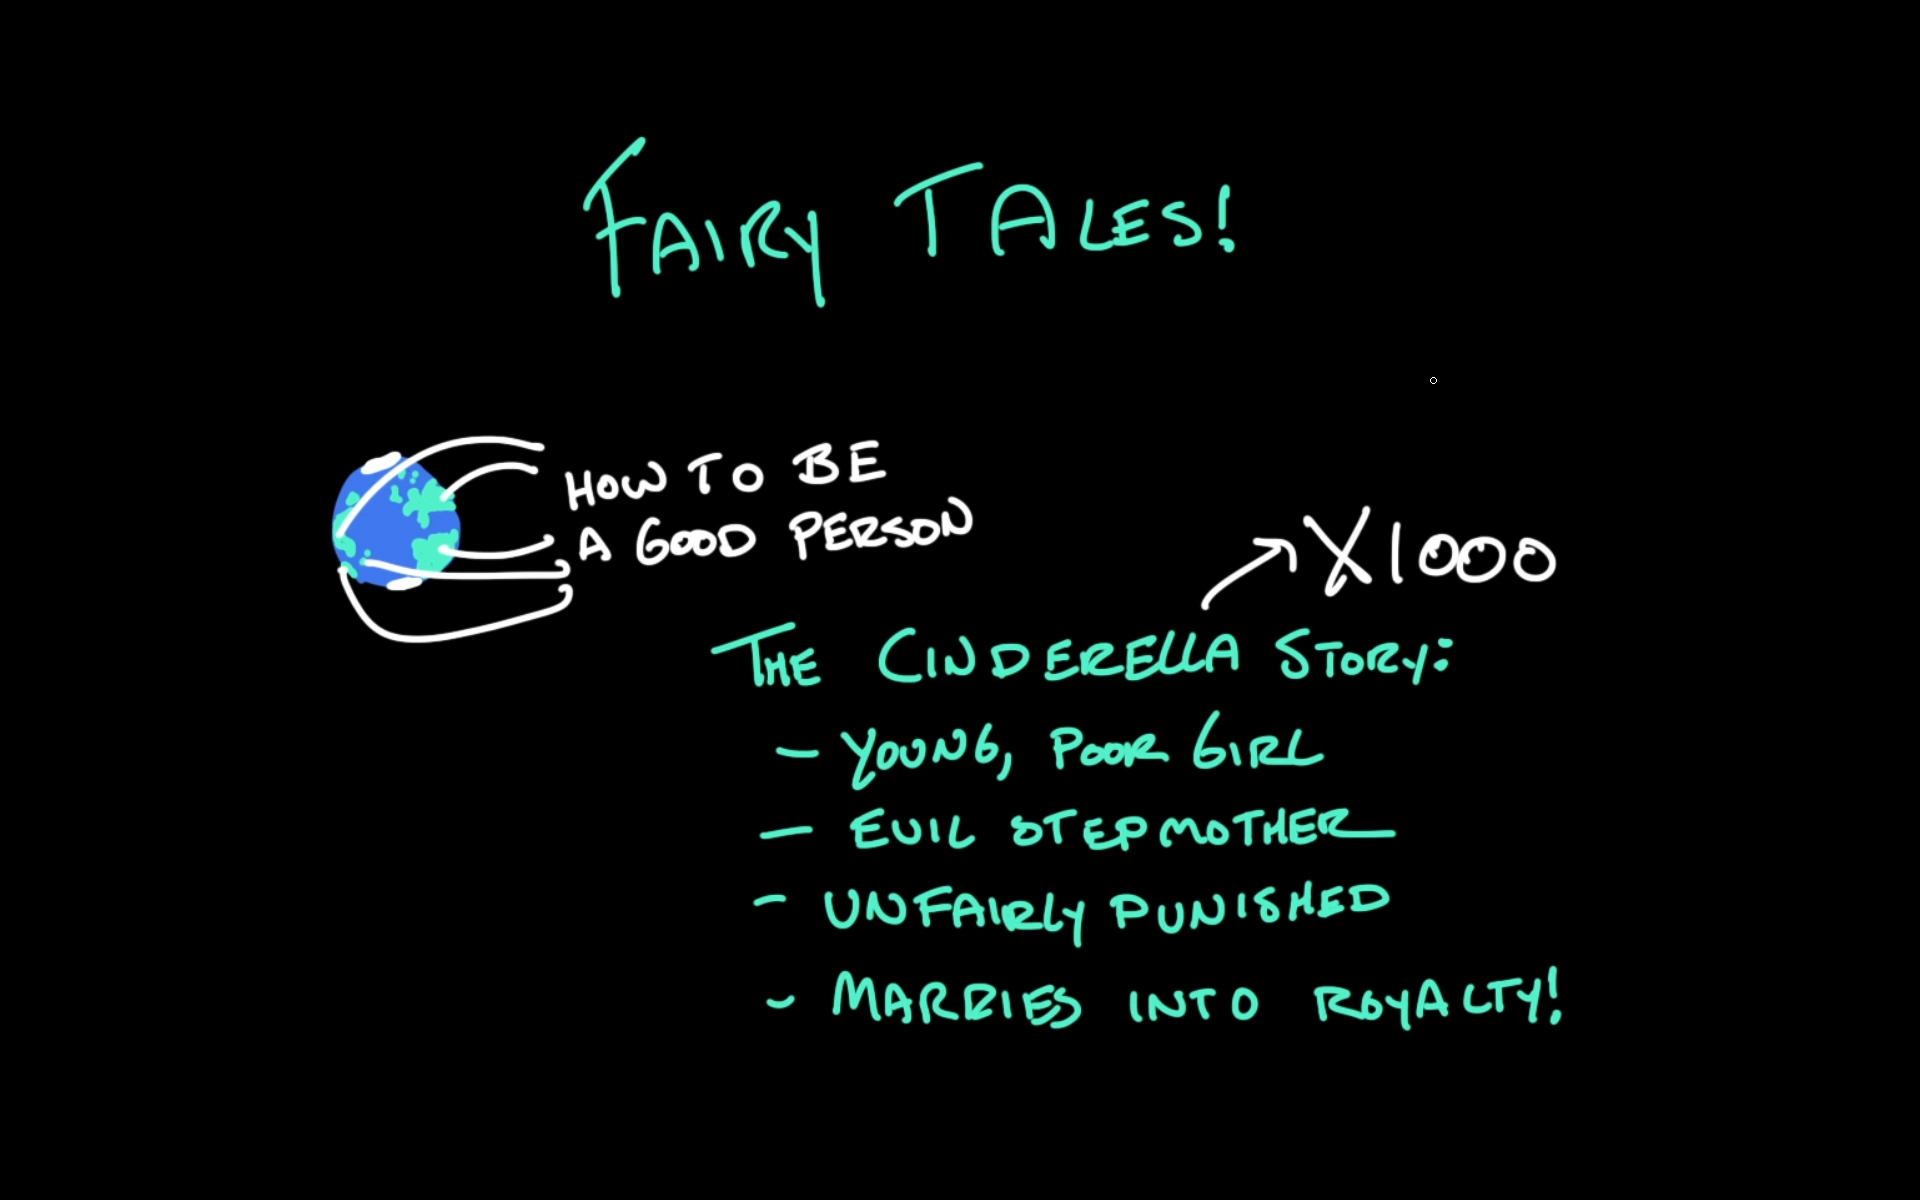 FAIRY TALES!
HOW TO BE
A GOOD PERSON
X1000
THE CINDERELLA STORY:
- YOUNG, POOR GIRL
- EVIL STEPMOTHER
- UNFAIRLY PUNISHED
- MARRIES INTO ROYALTY!